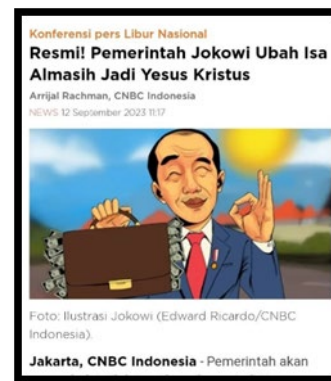 Konferensi pers Libur Nasional
Resmi! Pemerintah Jokowi Ubah Isa
Almasih Jadi Yesus Kristus
Arrijal Rachman, CNBC Indonesia
NEWS 12 September 2023 11:17
Foto: Ilustrasi Jokowi (Edward Ricardo/CNBC
Indonesia).
Jakarta, CNBC Indonesia - Pemerintah akan